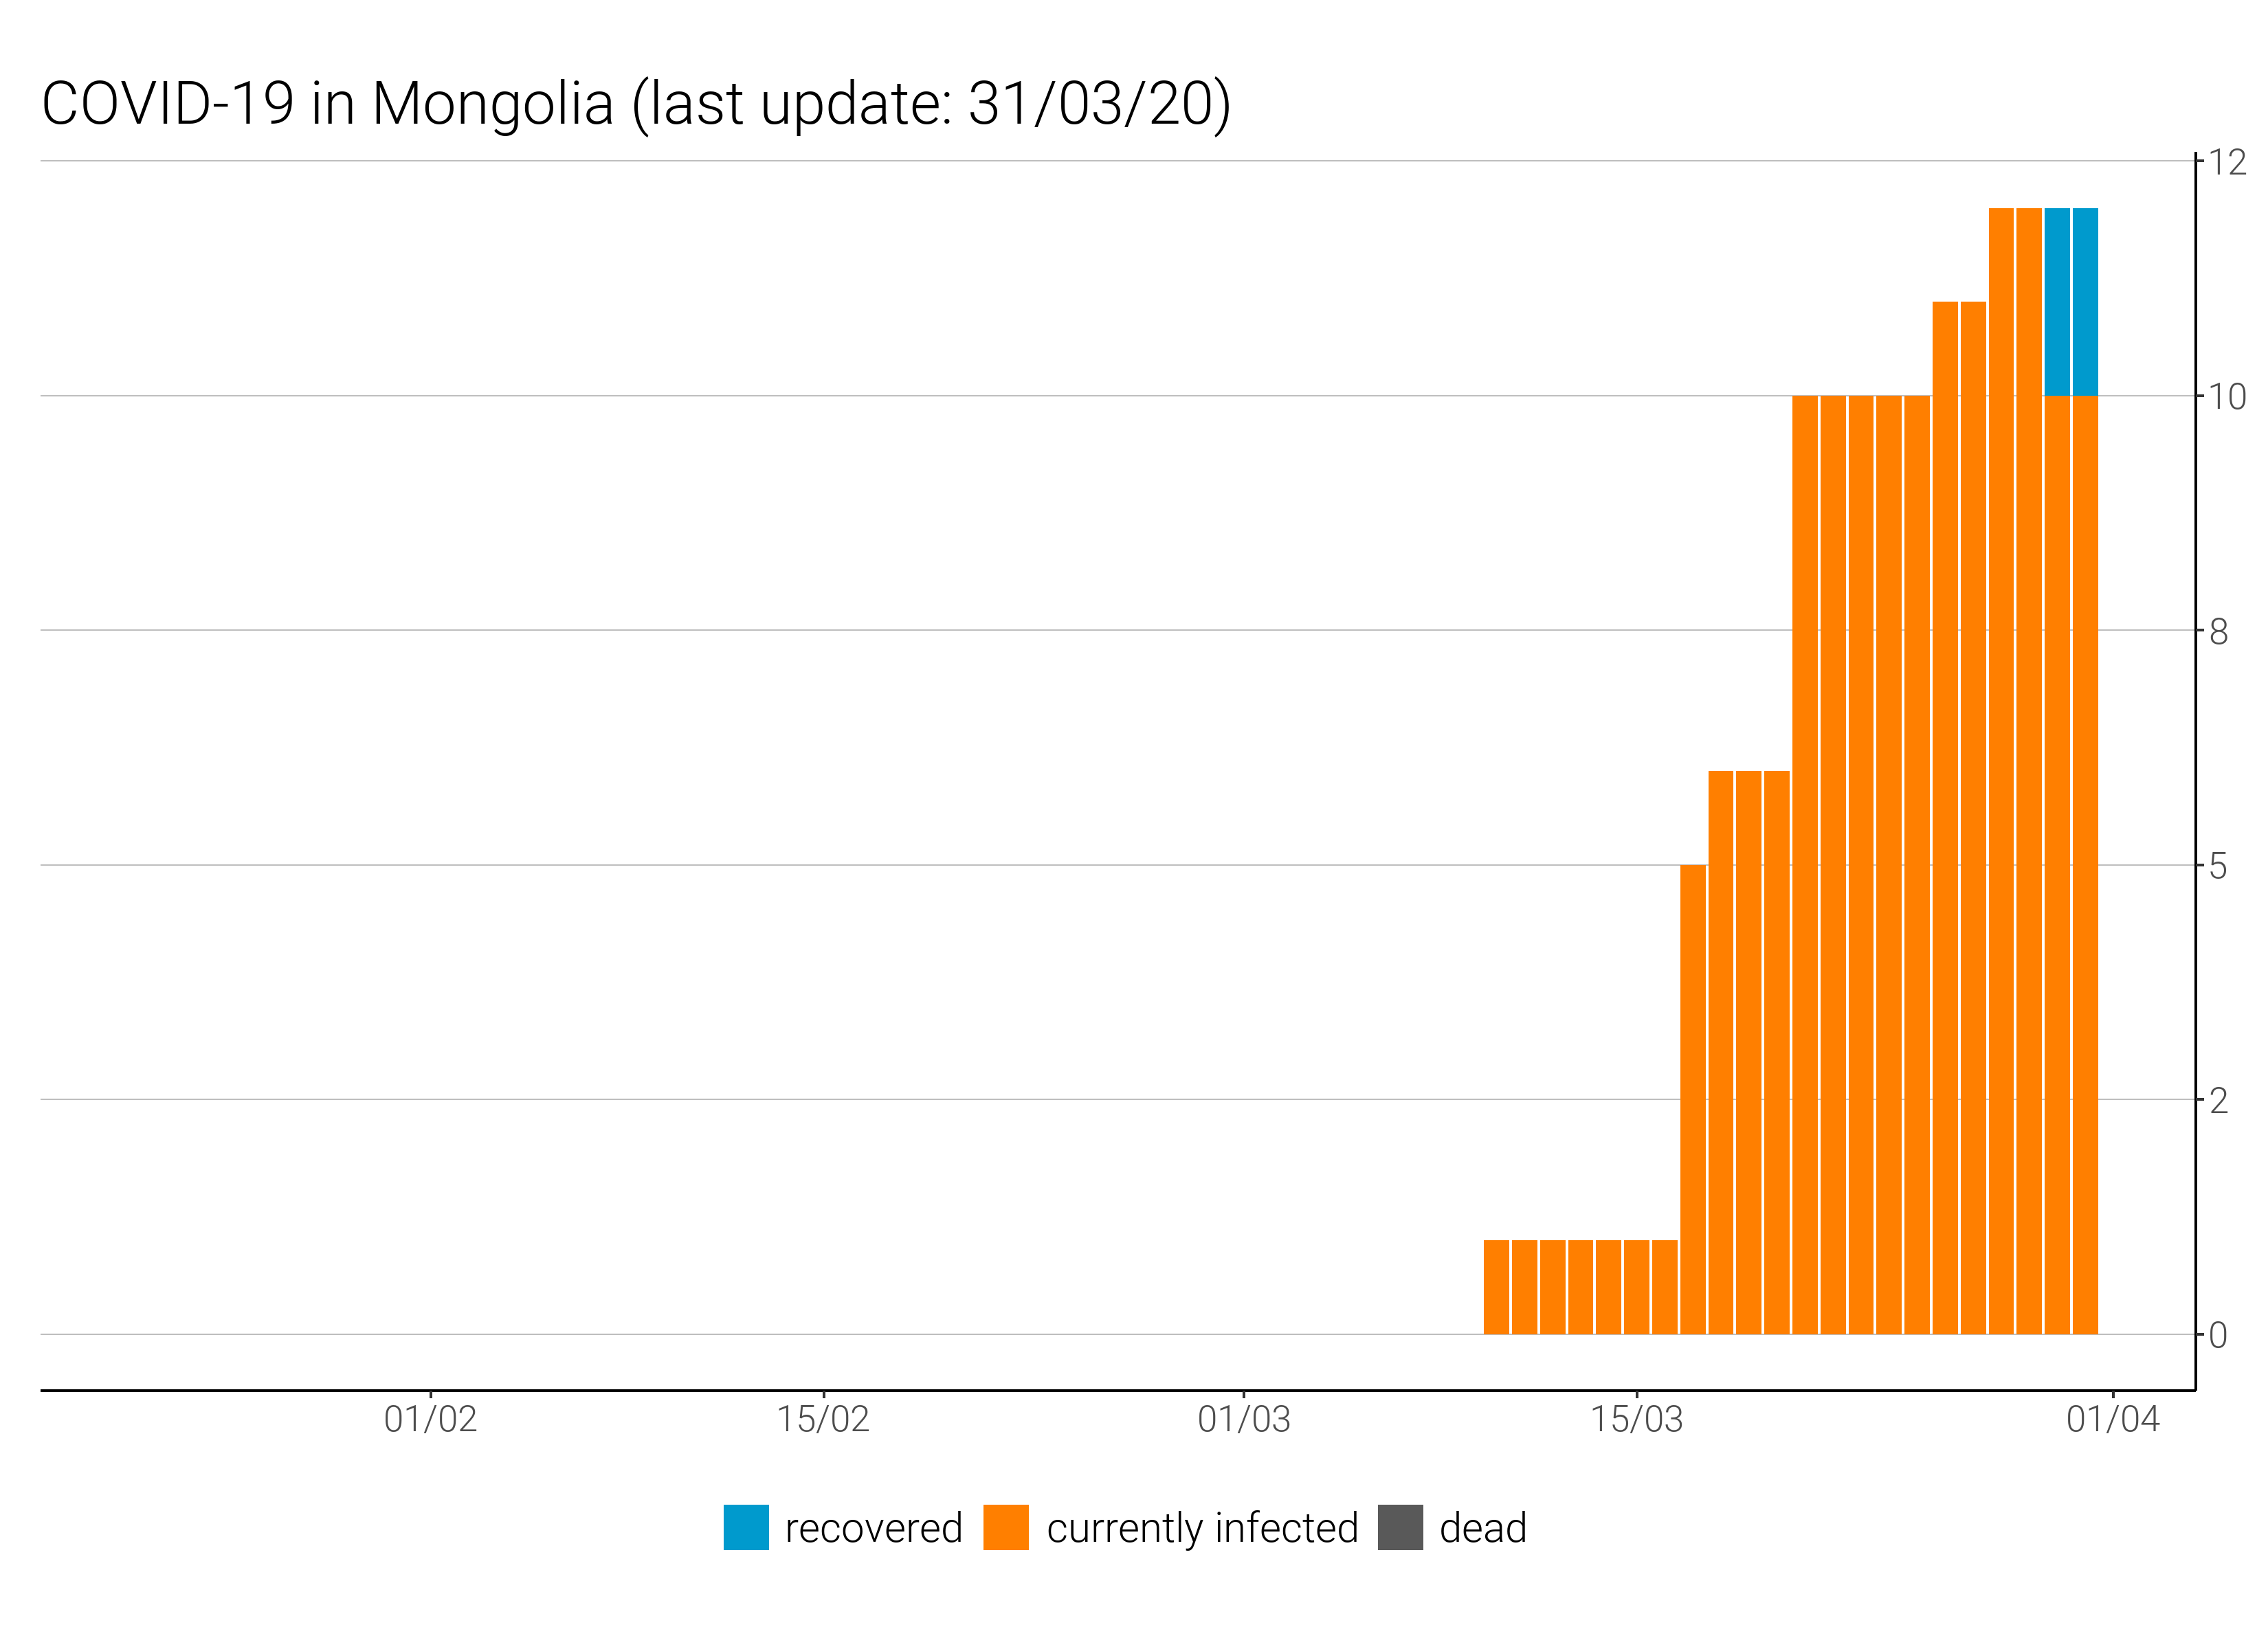 COVID-19 in Mongolia (last update: 31/03/20)
12
10
8
5
2
0
01/02 15/02 01/03 15/03 01/04
recovered currently infected dead